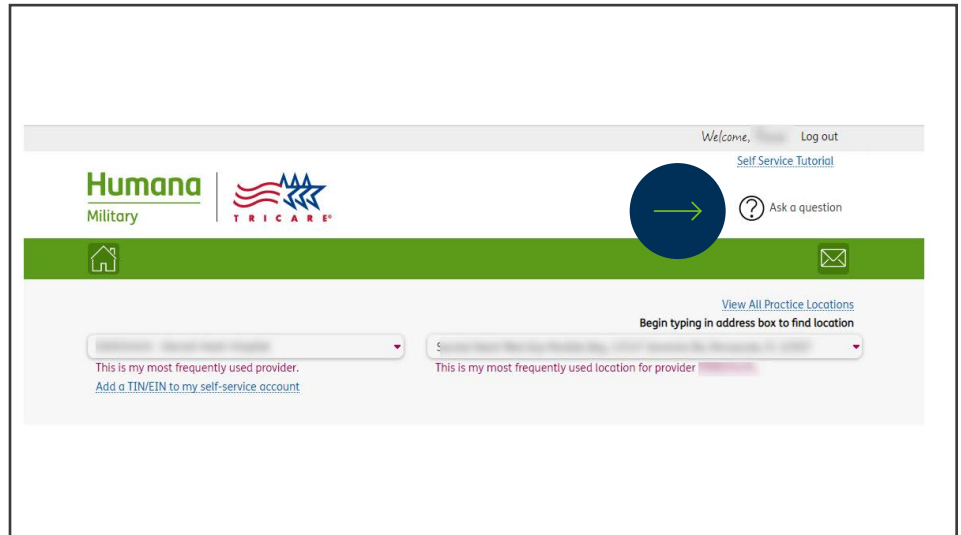 Welcome, Log out
Self Service Tutorial
Humana
Military
TRICARE®
Ask a question
View All Practice Locations
Begin typing in address box to find location
This is my most frequently used provider.
This is my most frequently used location for provider
Add a TIN/EIN to my self-service account